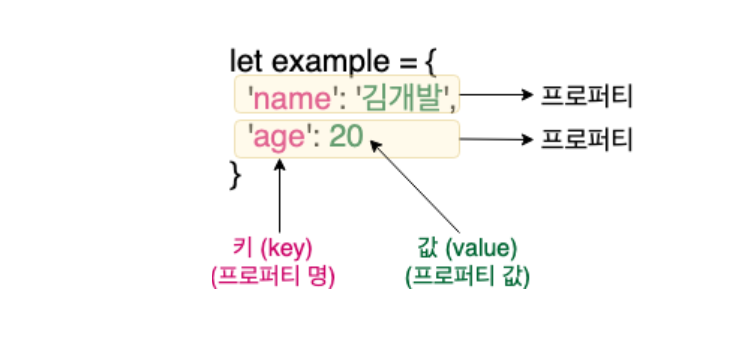 let example = {
'name': '김개발', 프로퍼티
'age': 20 프로퍼티
}
키 (key) 값 (value)
(프로퍼티 명) (프로퍼티 값)